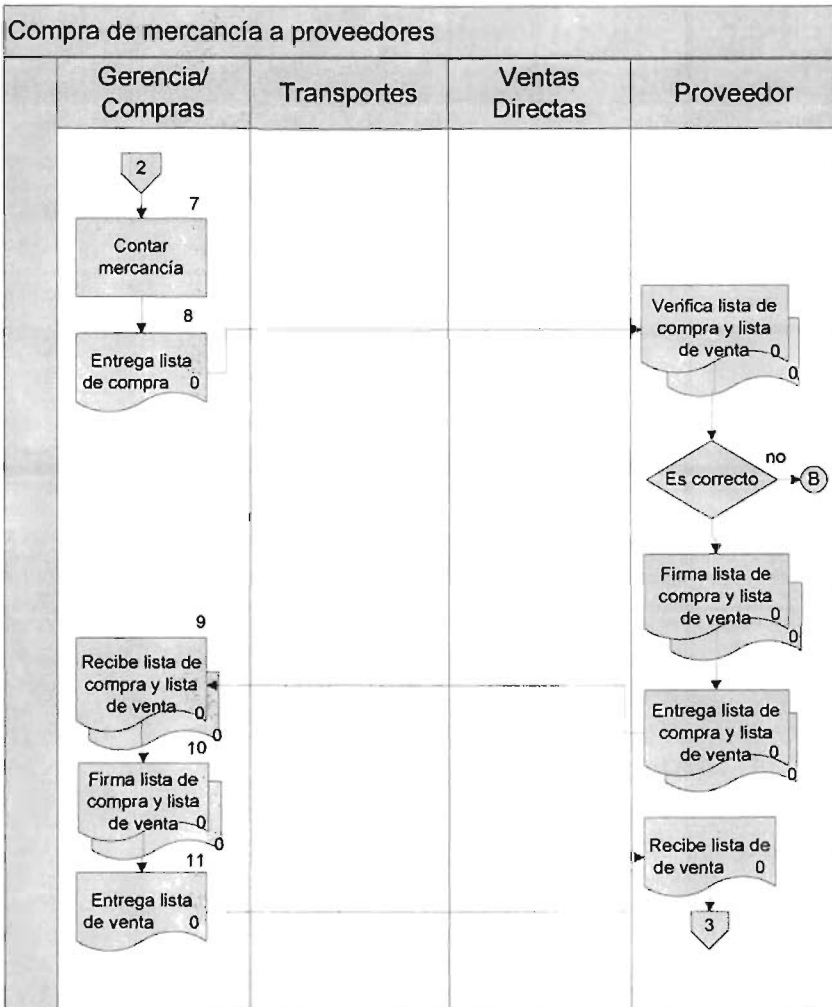 Compra de mercancía a proveedores
Gerencia/
Compras
Transportes
Ventas
Directas
Proveedor
2
7
Contar
mercancía
8
Entrega lista
de compra 0
Verifica lista de
compra y lista
de venta 0
0
Es correcto
no
B
Firma lista de
compra y lista
de venta 0
0
9
Recibe lista de
compra y lista
de venta 0
0
Entrega lista de
compra y lista
de venta 0
0
10
Firma lista de
compra y lista
de venta 0
0
11
Entrega lista
de venta 0
Recibe lista de
de venta 0
3